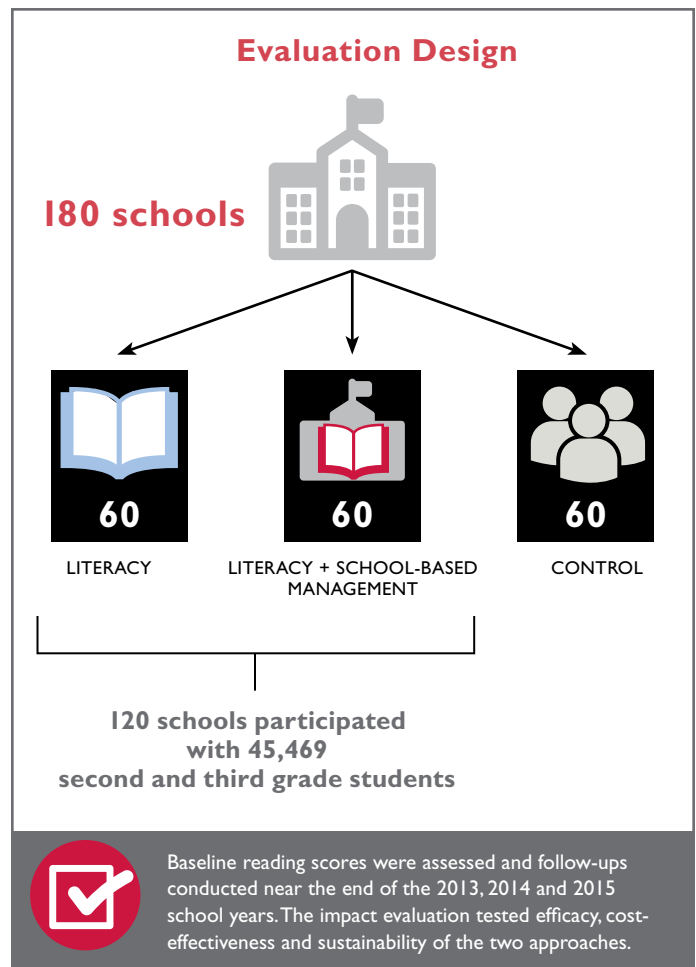 Evaluation Design
180 schools
60
60
60
LITERACY
LITERACY + SCHOOL-BASED
MANAGEMENT
CONTROL
120 schools participated
with 45,469
second and third grade students
Baseline reading scores were assessed and follow-ups
conducted near the end of the 2013, 2014 and 2015
school years. The impact evaluation tested efficacy, cost-
effectiveness and sustainability of the two approaches.